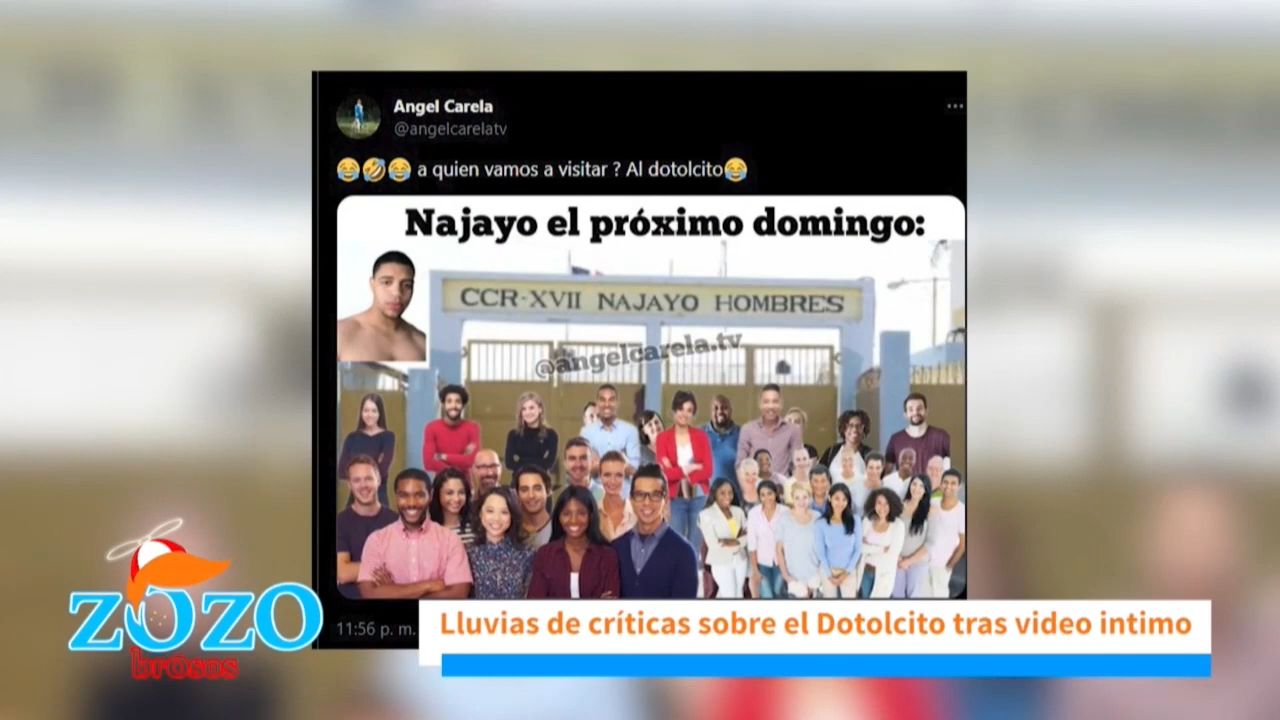 Angel Carela
@angelcarelatv
😂🤣😂 a quien vamos a visitar ? Al dotolcito😂
Najayo el próximo domingo:
CCR-XVII NAJAYO HOMBRES
@angelcarela.tv
11:56 p. m.
Lluvias de críticas sobre el Dotolcito tras video intimo
ZOZO
brosos